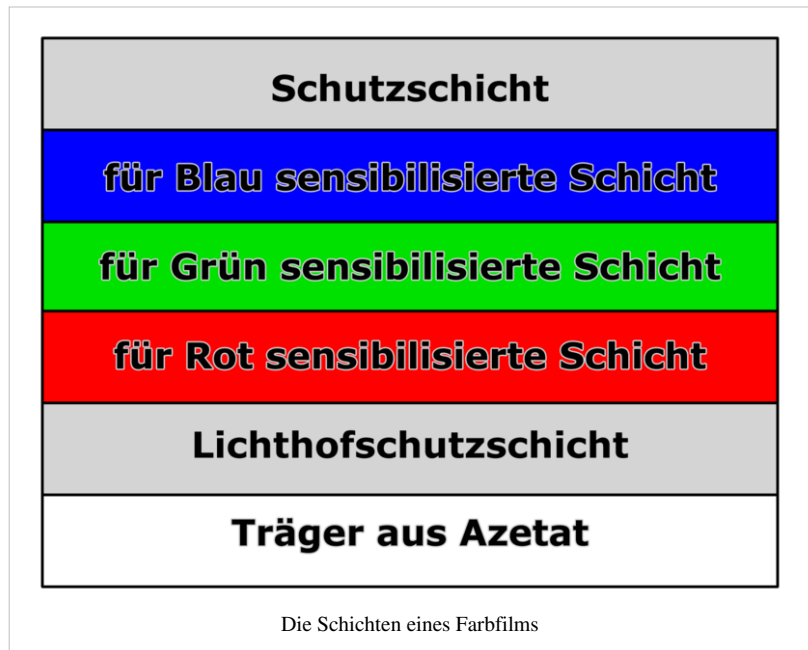 Schutzschicht
für Blau sensibilisierte Schicht
für Grün sensibilisierte Schicht
für Rot sensibilisierte Schicht
Lichthofschutzschicht
Träger aus Azetat
Die Schichten eines Farbfilms